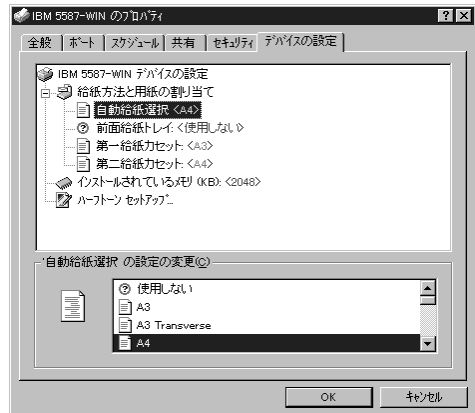 IBM 5587-WIN のプロパティ
全般 ポート スケジュール 共有 セキュリティ デバイスの設定
IBM 5587-WIN デバイスの設定
給紙方法と用紙の割り当て
自動給紙選択 <A4>
前面給紙トレイ: <使用しない>
第一給紙カセット: <A3>
第二給紙カセット: <A4>
インストールされているメモリ (KB): <2048>
ハーフトーン セットアップ...
'自動給紙選択' の設定の変更(C)
使用しない
A3
A3 Transverse
A4
OK キャンセル